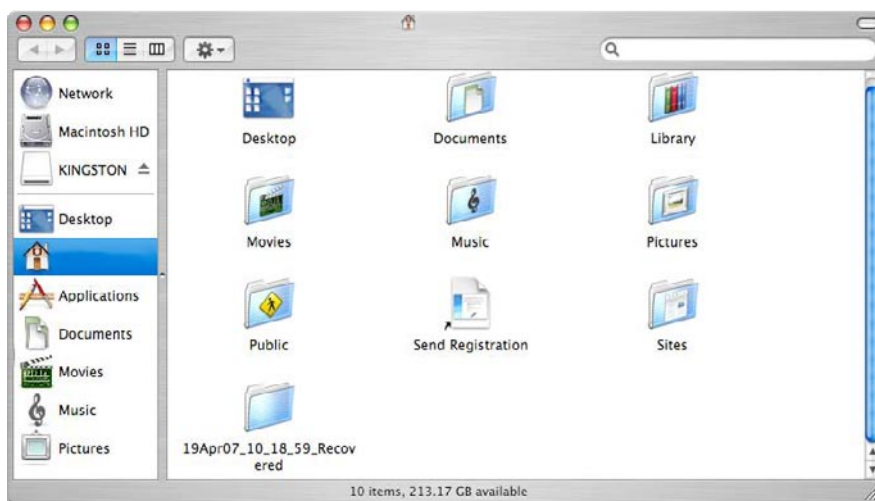 Network
Macintosh HD
KINGSTON
Desktop
Applications
Documents
Movies
Music
Pictures
Desktop
Documents
Library
Movies
Music
Pictures
Public
Send Registration
Sites
19Apr07_10_18_59_Recov
ered
10 items, 213.17 GB available